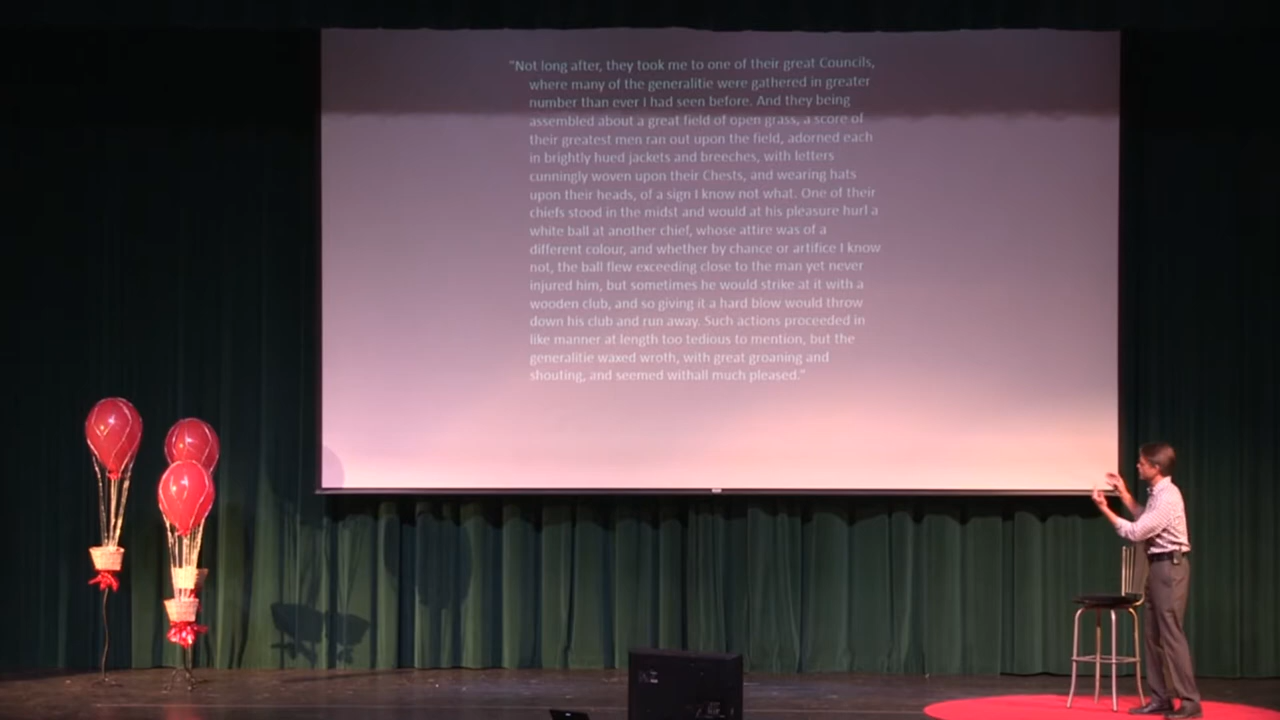 "Not long after, they took me to one of their great Councils,
where many of the generalitie were gathered in greater
number than ever I had seen before. And they being
assembled about a great field of open grass, a score of
their greatest men ran out upon the field, adorned each
in brightly hued jackets and breeches, with letters
cunningly woven upon their Chests, and wearing hats
upon their heads, of a sign I know not what. One of their
chiefs stood in the midst and would at his pleasure hurl a
white ball at another chief, whose attire was of a
different colour, and whether by chance or artifice I know
not, the ball flew exceeding close to the man yet never
injured him, but sometimes he would strike at it with a
wooden club, and so giving it a hard blow would throw
down his club and run away. Such actions proceeded in
like manner at length too tedious to mention, but the
generalitie waxed wroth, with great groaning and
shouting, and seemed withall much pleased."